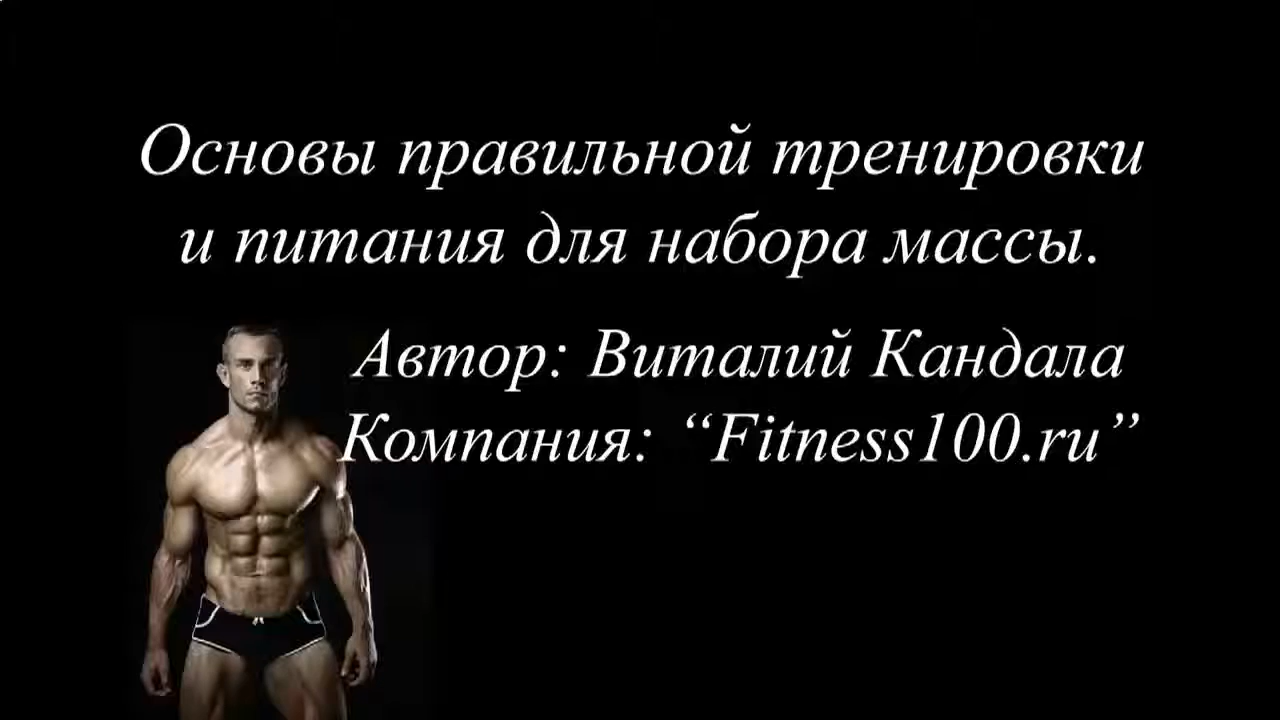 Основы правильной тренировки
и питания для набора массы.
Автор: Виталий Кандала
Компания: “Fitness100.ru”